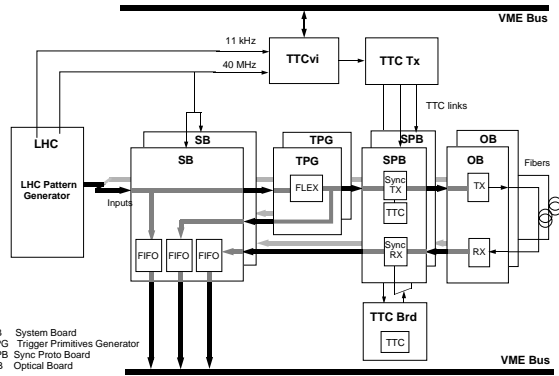 VME Bus
11 kHz
TTCvi
TTC Tx
40 MHz
TTC links
LHC
LHC Pattern
Generator
SB
SB
TPG
TPG
SPB
SPB
OB
OB
Fibers
Inputs
FLEX
Sync
TX
TTC
TX
FIFO
FIFO
FIFO
Sync
RX
RX
TTC Brd
TTC
System Board
Trigger Primitives Generator
Sync Proto Board
Optical Board
VME Bus